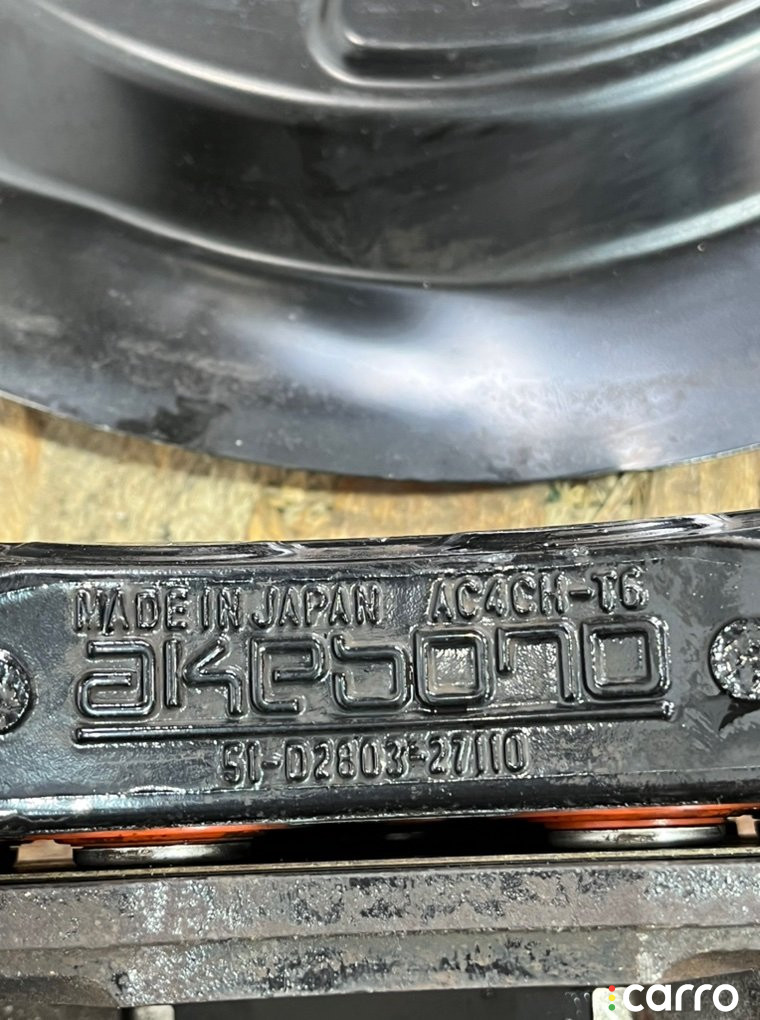 MADE IN JAPAN AC4CH-T6
akebono
51-D2803-27110
carro